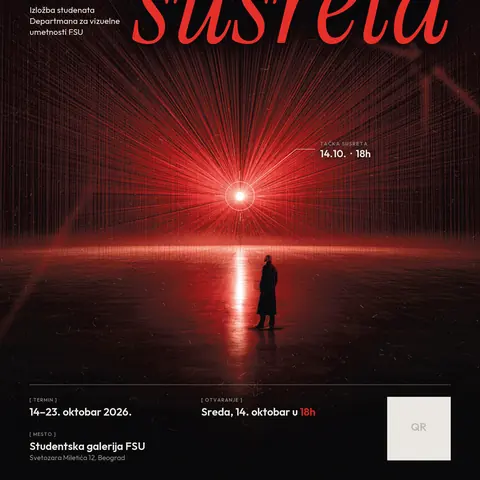 susreta
Izložba studenata
Departmana za vizuelne
umetnosti FSU
TAČKA SUSRETA
14.10. · 18h
[ TERMIN ]
14–23. oktobar 2026.
[ OTVARANJE ]
Sreda, 14. oktobar u 18h
[ MESTO ]
Studentska galerija FSU
Svetozara Miletića 12, Beograd
QR